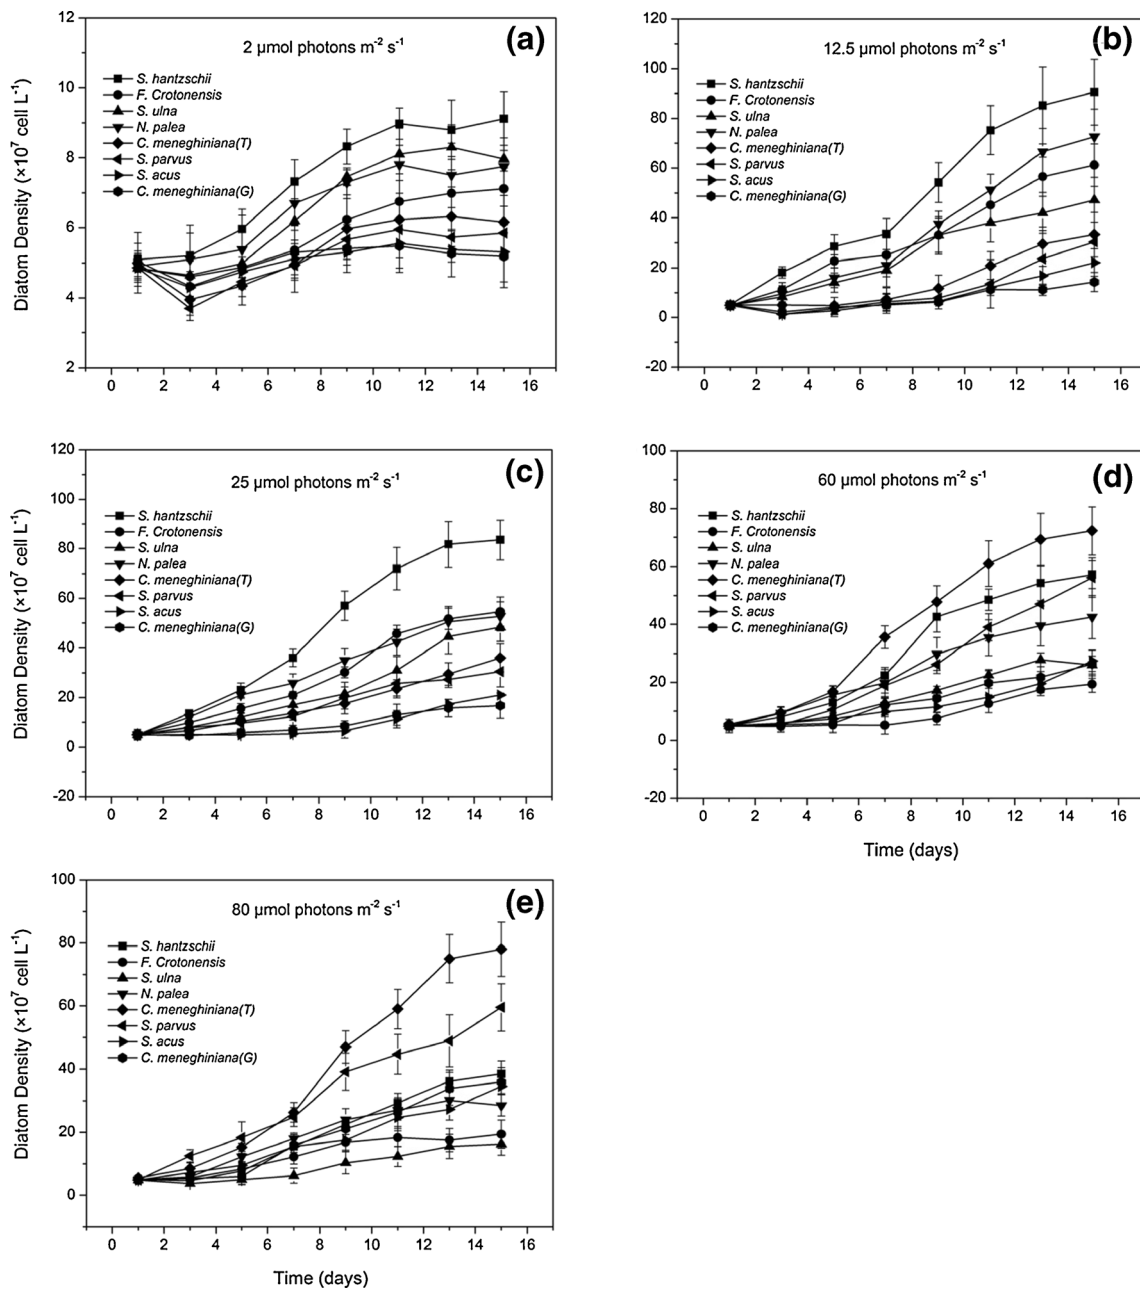 (a)
2 µmol photons m-2 s-1
S. hantzschii
F. Crotonensis
S. ulna
N. palea
C. meneghiniana(T)
S. parvus
S. acus
C. meneghiniana(G)
Diatom Density (×10⁷ cell L-1)
12
10
8
6
4
2
0 2 4 6 8 10 12 14 16
(b)
12.5 µmol photons m-2 s-1
S. hantzschii
F. Crotonensis
S. ulna
N. palea
C. meneghiniana(T)
S. parvus
S. acus
C. meneghiniana(G)
120
100
80
60
40
20
0
-20
0 2 4 6 8 10 12 14 16
(c)
25 µmol photons m-2 s-1
S. hantzschii
F. Crotonensis
S. ulna
N. palea
C. meneghiniana(T)
S. parvus
S. acus
C. meneghiniana(G)
Diatom Density (×10⁷ cell L-1)
120
100
80
60
40
20
0
-20
0 2 4 6 8 10 12 14 16
(d)
60 µmol photons m-2 s-1
S. hantzschii
F. Crotonensis
S. ulna
N. palea
C. meneghiniana(T)
S. parvus
S. acus
C. meneghiniana(G)
100
80
60
40
20
0
-20
0 2 4 6 8 10 12 14 16
Time (days)
(e)
80 µmol photons m-2 s-1
S. hantzschii
F. Crotonensis
S. ulna
N. palea
C. meneghiniana(T)
S. parvus
S. acus
C. meneghiniana(G)
Diatom Density (×10⁷ cell L-1)
100
80
60
40
20
0
0 2 4 6 8 10 12 14 16
Time (days)